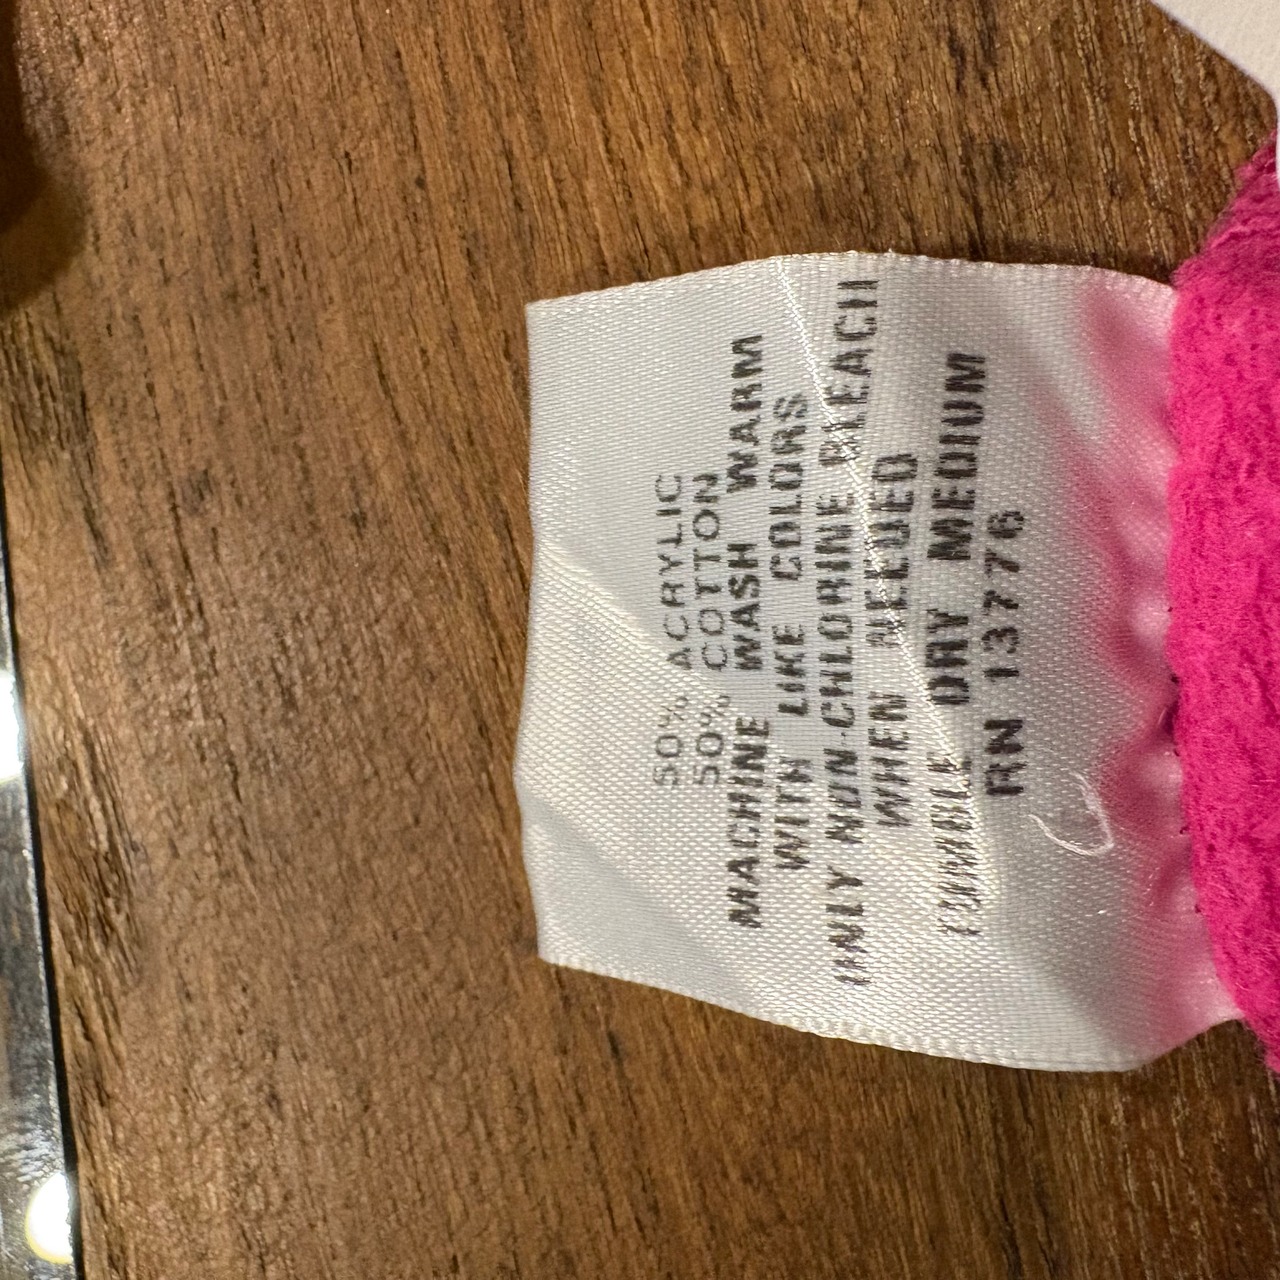 50% ACRYLIC
50% COTTON
MACHINE WASH WARM
WITH LIKE COLORS
ONLY NON-CHLORINE BLEACH
WHEN NEEDED
TUMBLE DRY MEDIUM
RN 13776